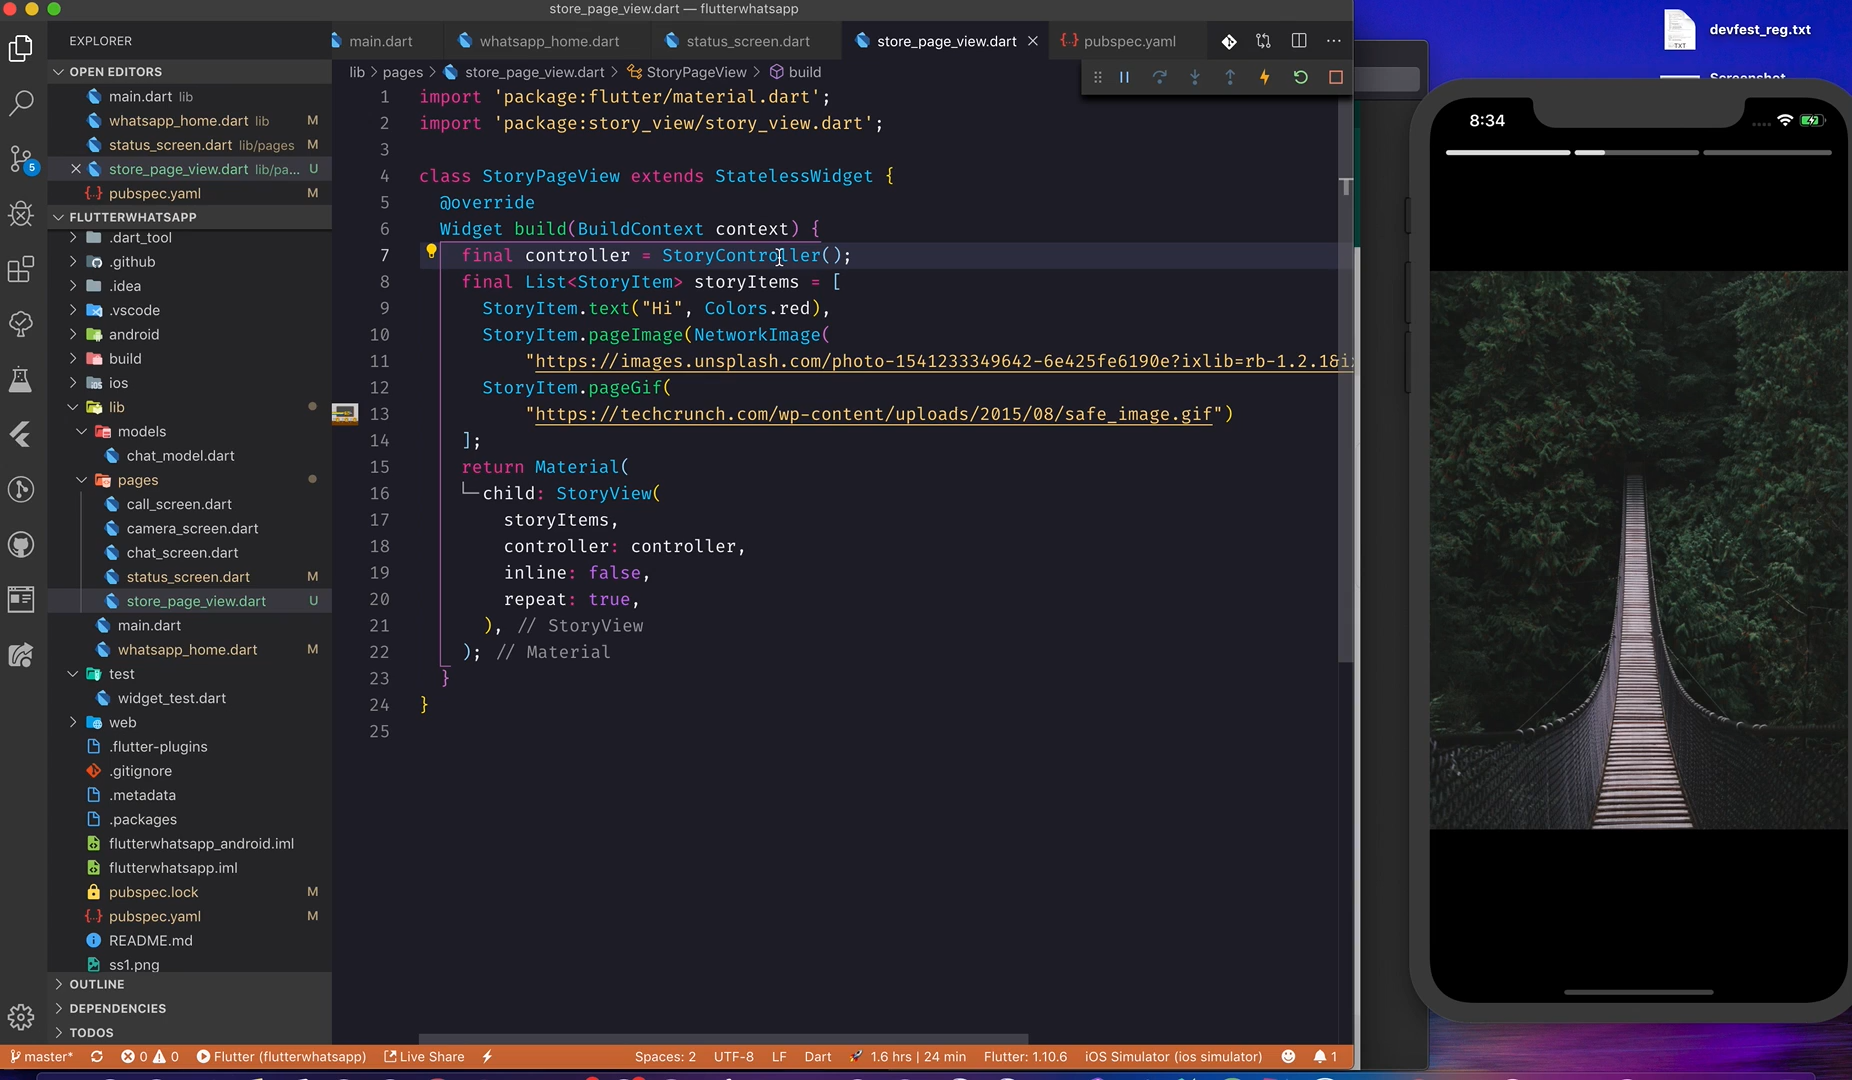 store_page_view.dart — flutterwhatsapp
EXPLORER
OPEN EDITORS
main.dart lib
whatsapp_home.dart lib M
status_screen.dart lib/pages M
store_page_view.dart lib/pa... U
pubspec.yaml M
FLUTTERWHATSAPP
.dart_tool
.github
.idea
.vscode
android
build
ios
lib
models
chat_model.dart
pages
call_screen.dart
camera_screen.dart
chat_screen.dart
status_screen.dart M
store_page_view.dart U
main.dart
whatsapp_home.dart M
test
widget_test.dart
web
.flutter-plugins
.gitignore
.metadata
.packages
flutterwhatsapp_android.iml
flutterwhatsapp.iml
pubspec.lock M
pubspec.yaml M
README.md
ss1.png
OUTLINE
DEPENDENCIES
TODOS
5
main.dart whatsapp_home.dart status_screen.dart store_page_view.dart pubspec.yaml
lib > pages > store_page_view.dart > StoryPageView > build
1 import 'package:flutter/material.dart';
2 import 'package:story_view/story_view.dart';
3
4 class StoryPageView extends StatelessWidget {
5 @override
6 Widget build(BuildContext context) {
7 final controller = StoryController();
8 final List<StoryItem> storyItems = [
9 StoryItem.text("Hi", Colors.red),
10 StoryItem.pageImage(NetworkImage(
11 "https://images.unsplash.com/photo-1541233349642-6e425fe6190e?ixlib=rb-1.2.1&i
12 StoryItem.pageGif(
13 "https://techcrunch.com/wp-content/uploads/2015/08/safe_image.gif")
14 ];
15 return Material(
16 child: StoryView(
17 storyItems,
18 controller: controller,
19 inline: false,
20 repeat: true,
21 ), // StoryView
22 ); // Material
23 }
24 }
25
master* 0 0 Flutter (flutterwhatsapp) Live Share Spaces: 2 UTF-8 LF Dart 1.6 hrs | 24 min Flutter: 1.10.6 iOS Simulator (ios simulator) 1
devfest_reg.txt
TXT
Screenshot
8:34